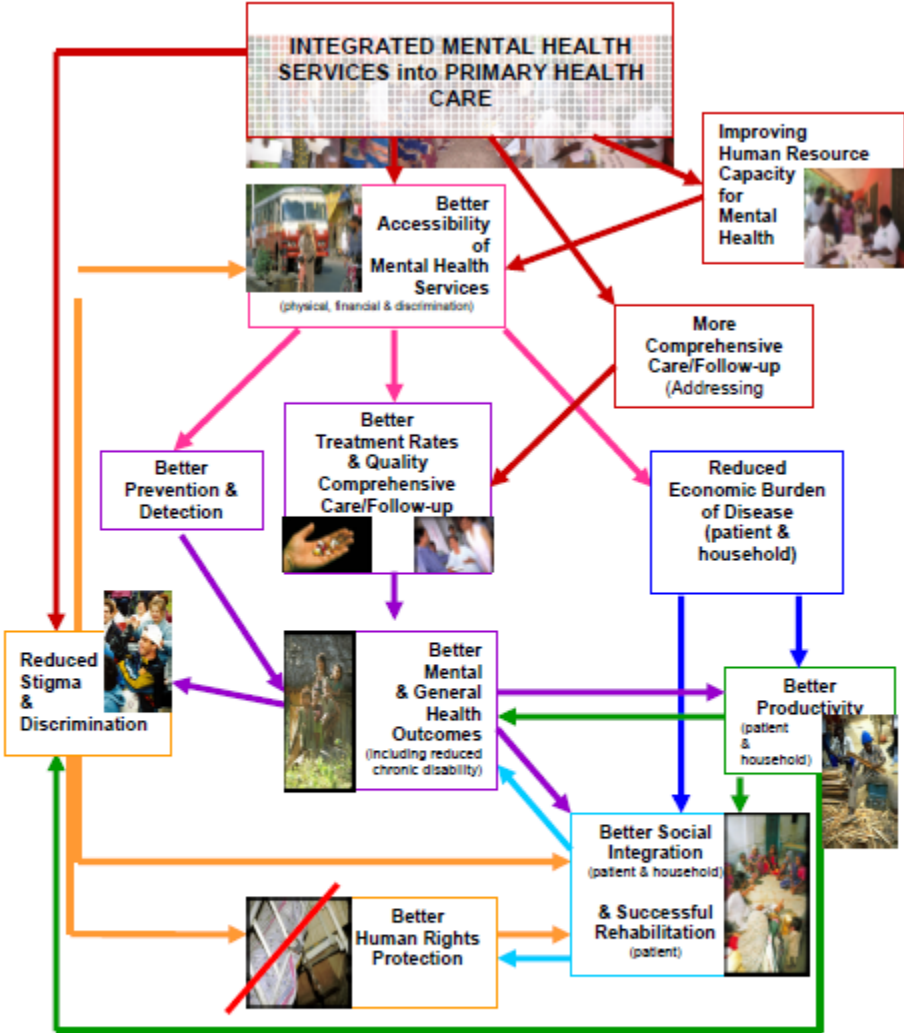 INTEGRATED MENTAL HEALTH
SERVICES into PRIMARY HEALTH
CARE
Improving
Human Resource
Capacity
for
Mental
Health
Better
Accessibility
of
Mental Health
Services
(physical, financial & discrimination)
More
Comprehensive
Care/Follow-up
(Addressing
Better
Treatment Rates
& Quality
Comprehensive
Care/Follow-up
Better
Prevention &
Detection
Reduced
Economic Burden
of Disease
(patient &
household)
Reduced
Stigma
&
Discrimination
Better
Mental
& General
Health
Outcomes
(including reduced
chronic disability)
Better
Productivity
(patient
&
household)
Better Social
Integration
(patient & household)
& Successful
Rehabilitation
(patient)
Better
Human Rights
Protection